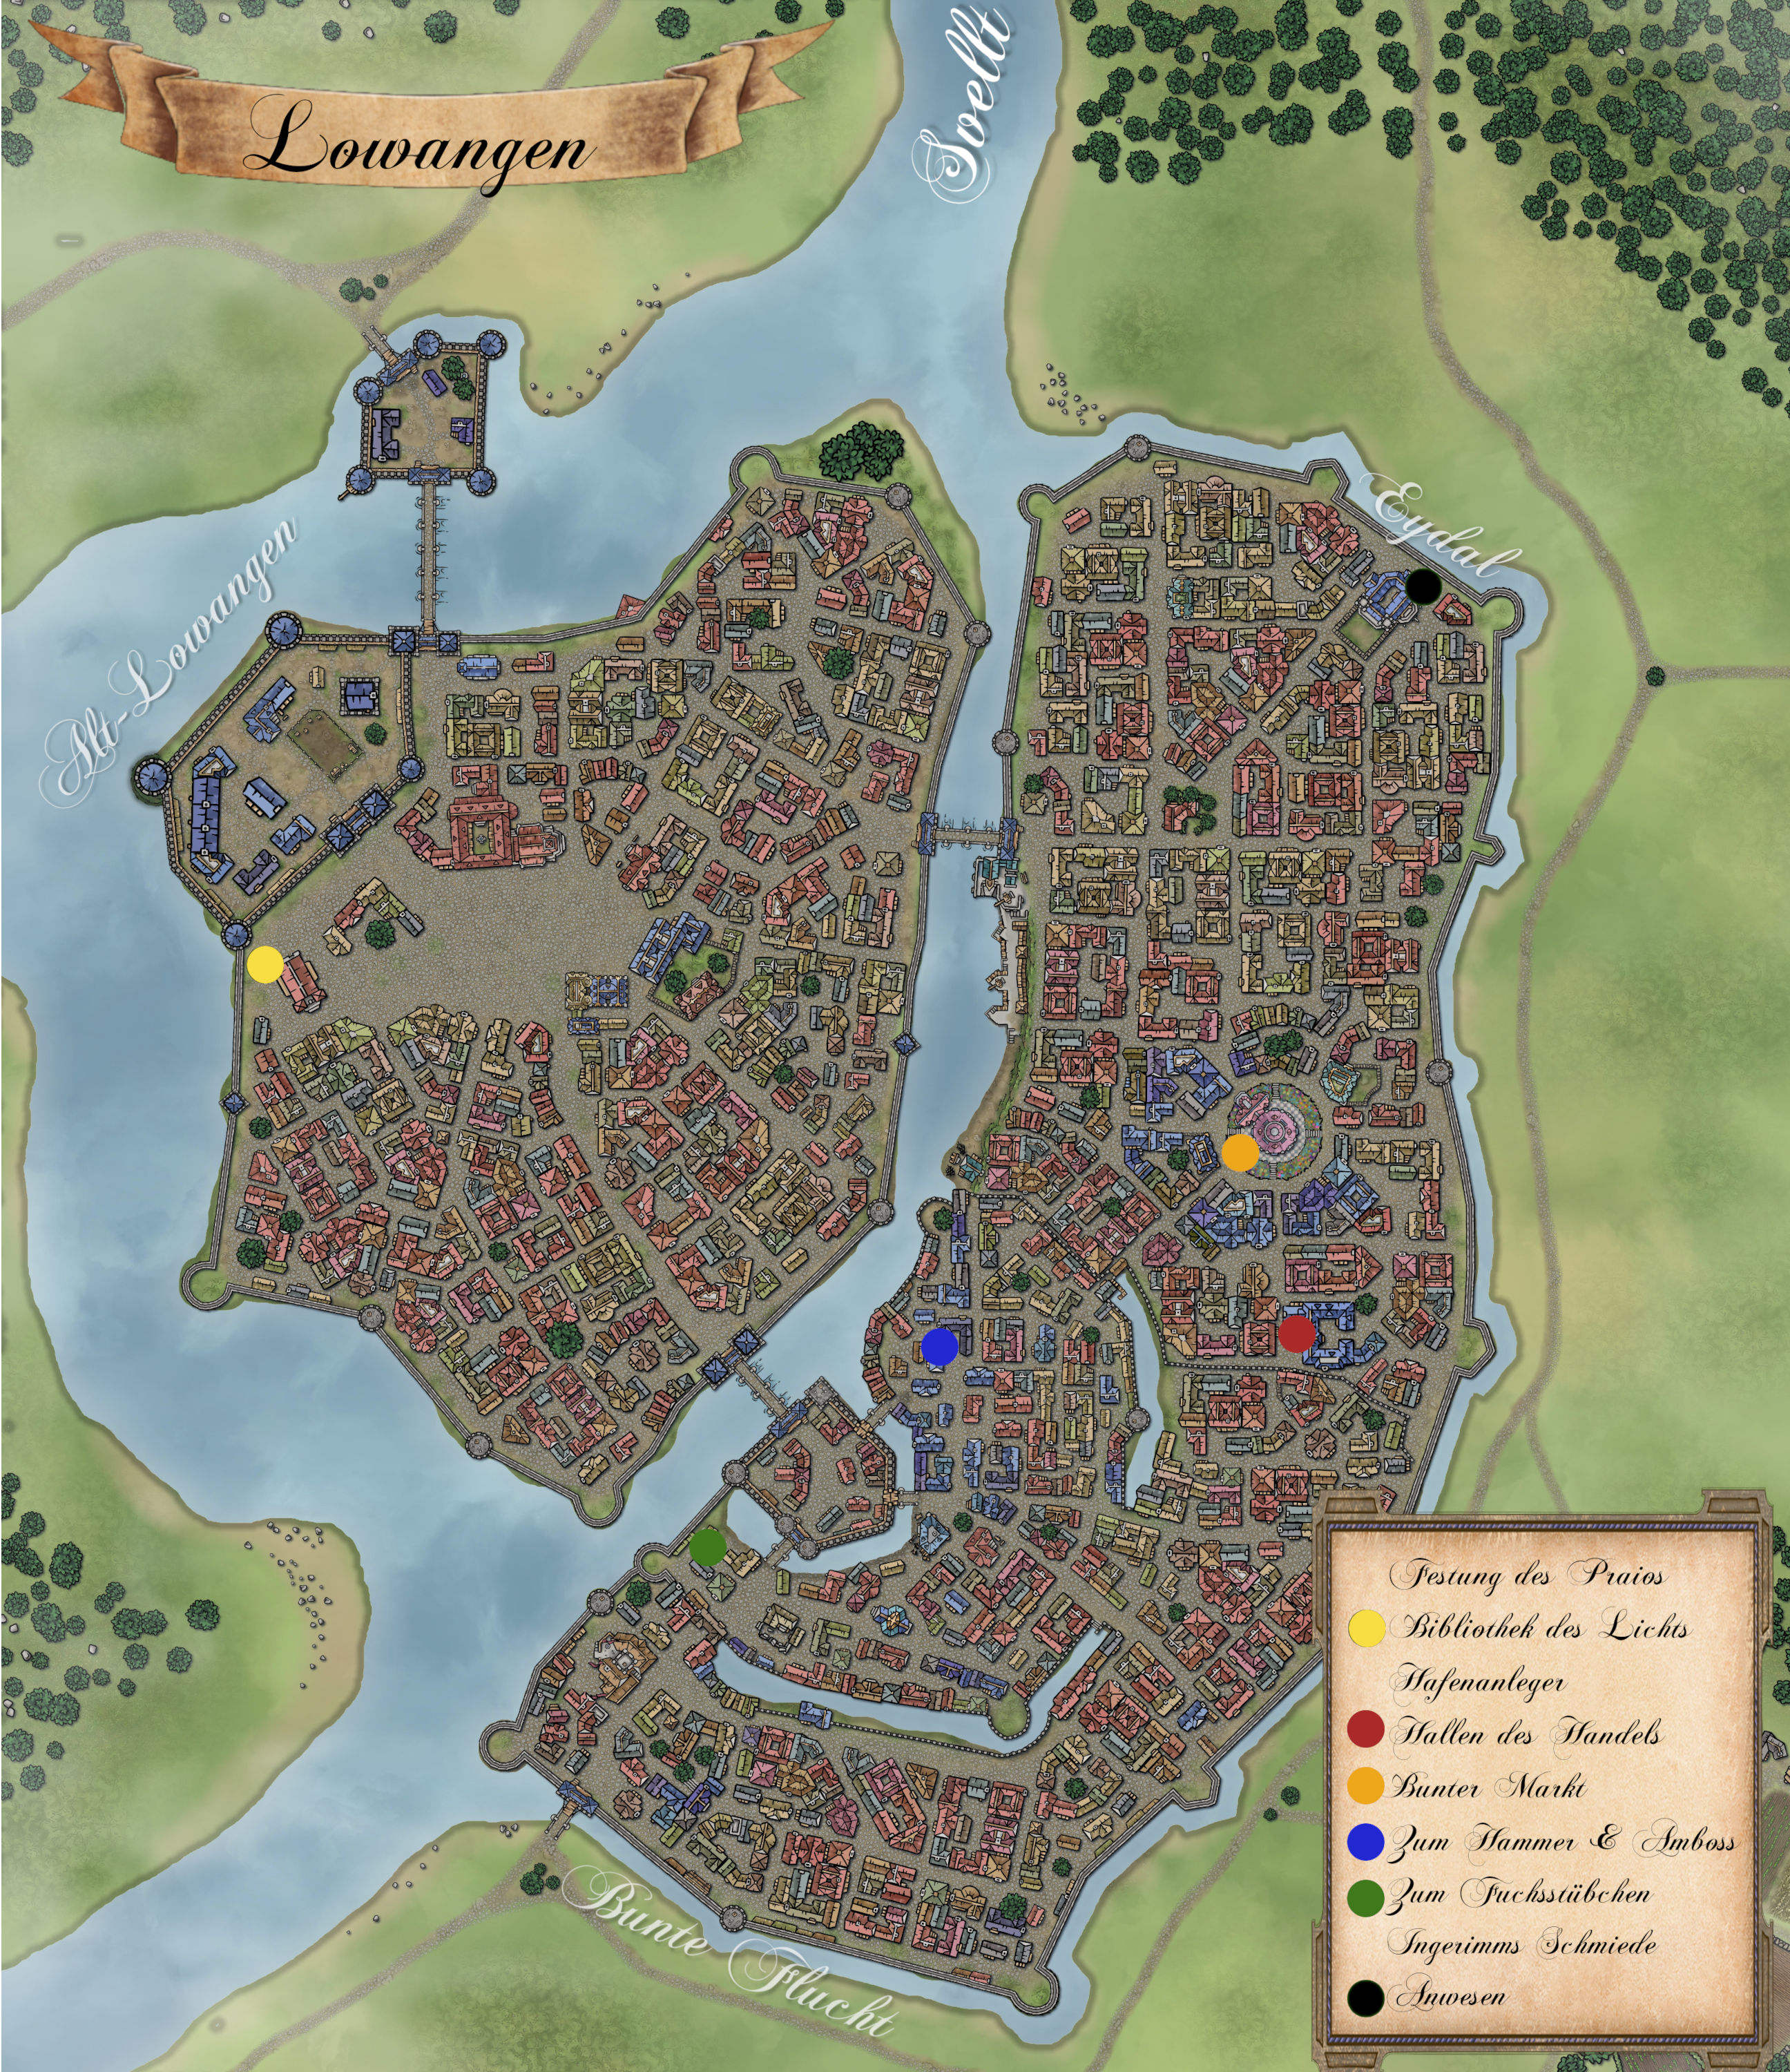 Lowangen
Svellt
Eydal
Alt-Lowangen
Festung des Praios
Bibliothek des Lichts
Hafenanleger
Hallen des Handels
Bunter Markt
Zum Hammer & Amboss
Zum Fuchsstübchen
Ingerimms Schmiede
Anwesen
Bunte Flucht